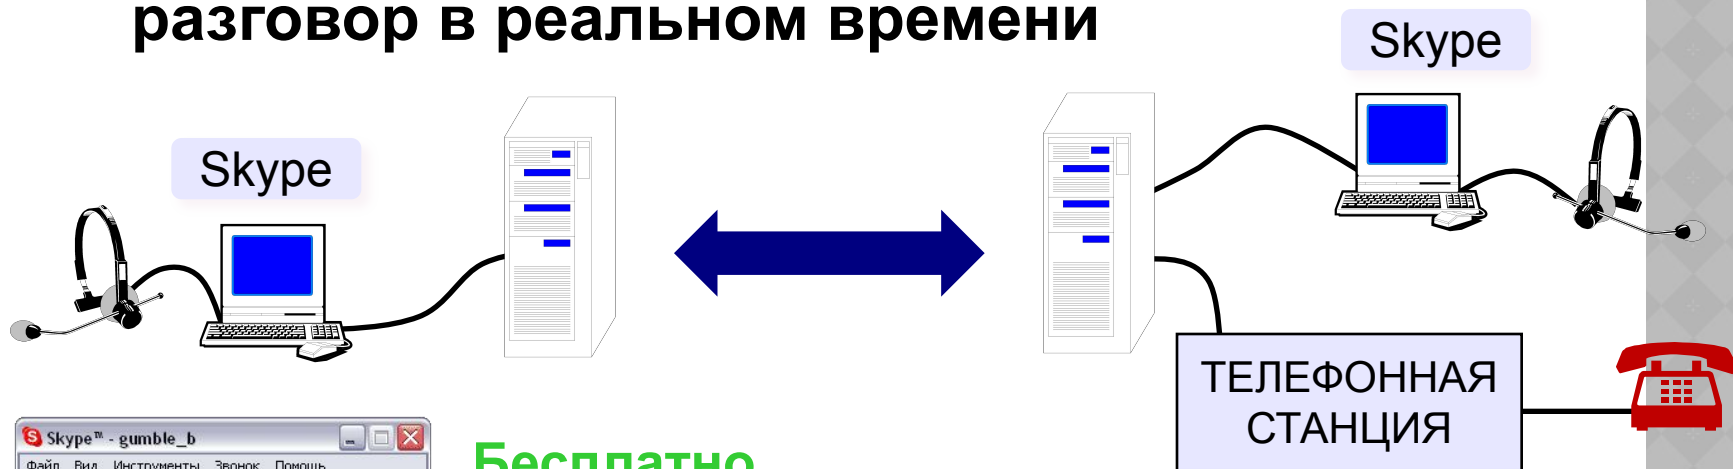 разговор в реальном времени
Skype
Skype
ТЕЛЕФОННАЯ
СТАНЦИЯ
Skype™ - gumble_b
Файл Вид Инструменты Звонок Помощь
Бесплатно